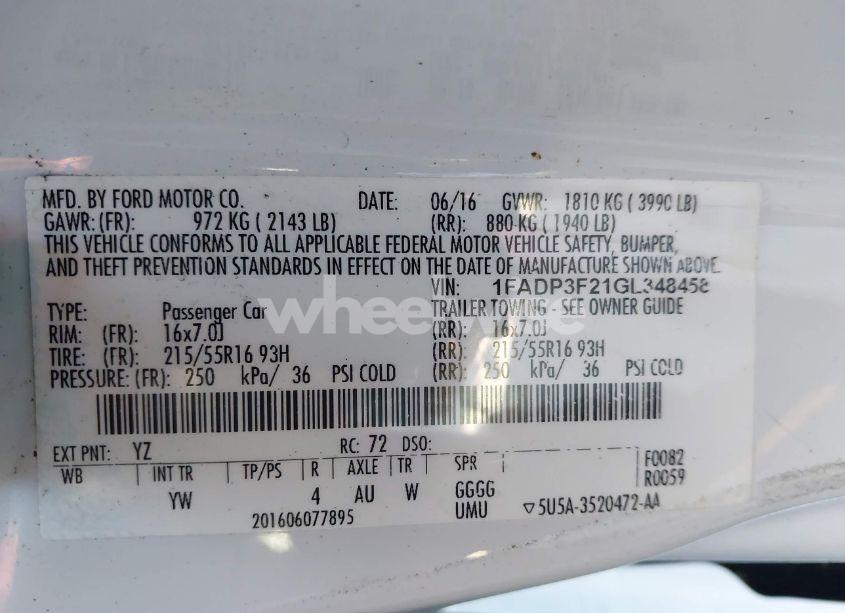 MFD. BY FORD MOTOR CO. DATE: 06/16 GVWR: 1810 KG ( 3990 LB)
GAWR: (FR): 972 KG ( 2143 LB) (RR): 880 KG ( 1940 LB)
THIS VEHICLE CONFORMS TO ALL APPLICABLE FEDERAL MOTOR VEHICLE SAFETY, BUMPER,
AND THEFT PREVENTION STANDARDS IN EFFECT ON THE DATE OF MANUFACTURE SHOWN ABOVE.
VIN: 1FADP3F21GL348458
TYPE: Passenger Car TRAILER TOWING - SEE OWNER GUIDE
RIM: (FR): 16x7.0J (RR): 16x7.0J
TIRE: (FR): 215/55R16 93H (RR): 215/55R16 93H
PRESSURE: (FR): 250 kPa/ 36 PSI COLD (RR): 250 kPa/ 36 PSI COLD
EXT PNT: YZ RC: 72 DSO:
WB INT TR TP/PS R AXLE TR SPR F0082
R0059
YW 4 AU W GGGG
201606077895 UMU 5U5A-3520472-AA